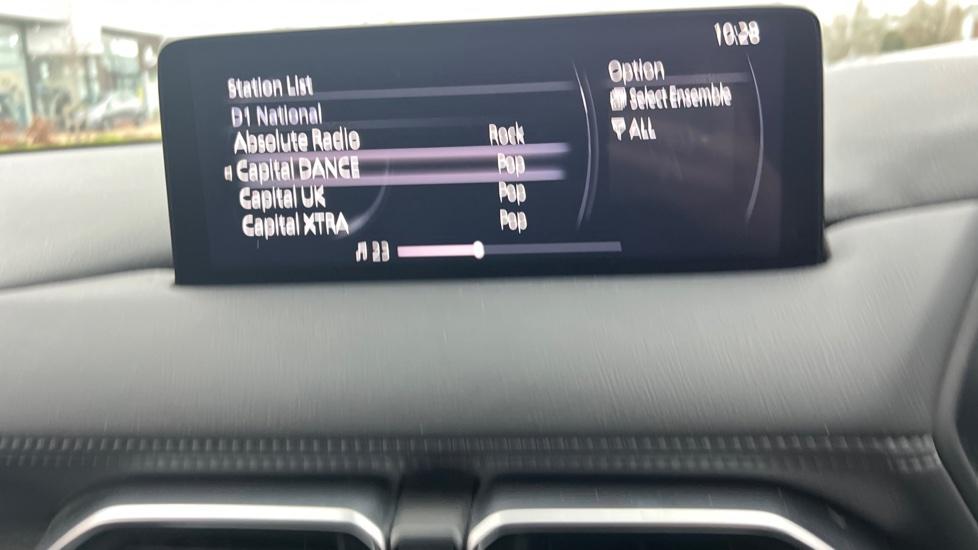 10:28
Station List
D1 National
Absolute Radio Rock
Capital DANCE Pop
Capital UK Pop
Capital XTRA Pop
23
Option
Select Ensemble
ALL